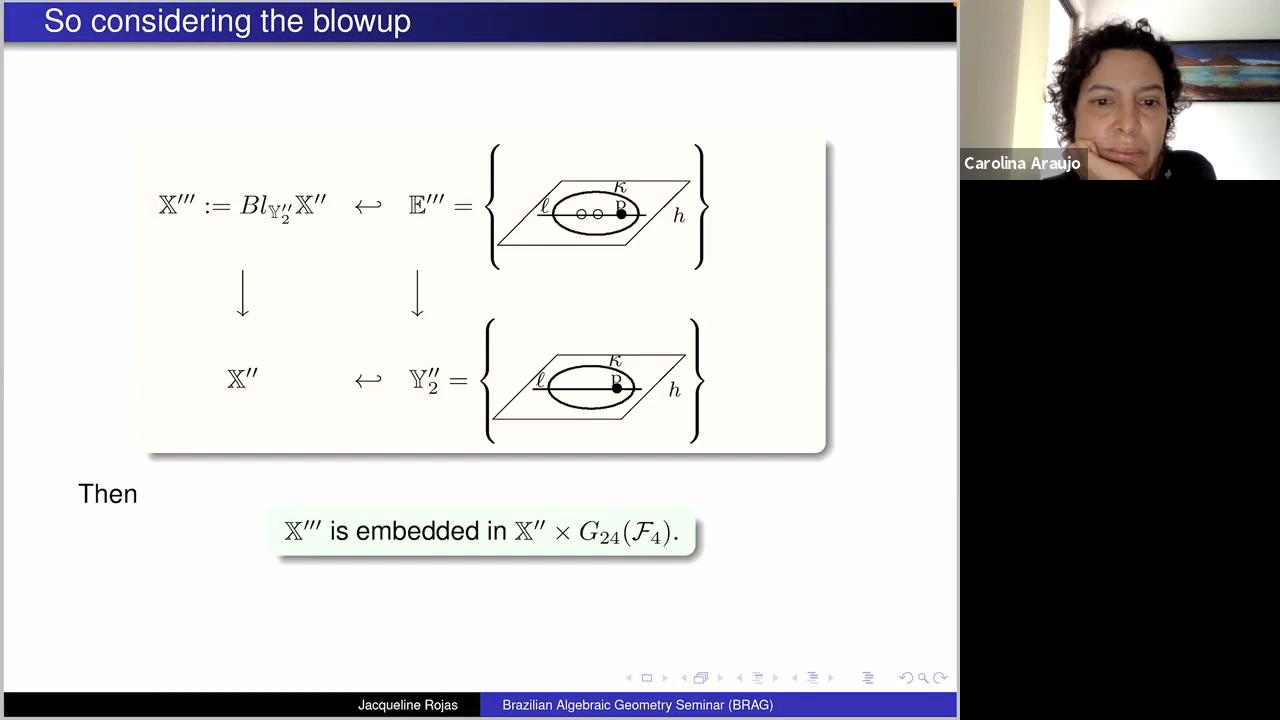 So considering the blowup
𝕏''' := Bl_{𝕐''_2}𝕏'' ↩ 𝔼''' = { ℓ κ p h }
𝕏'' ↩ 𝕐''_2 = { ℓ κ p h }
Then
𝕏''' is embedded in 𝕏'' × G_{24}(ℱ_4).
Jacqueline Rojas
Brazilian Algebraic Geometry Seminar (BRAG)
Carolina Araujo